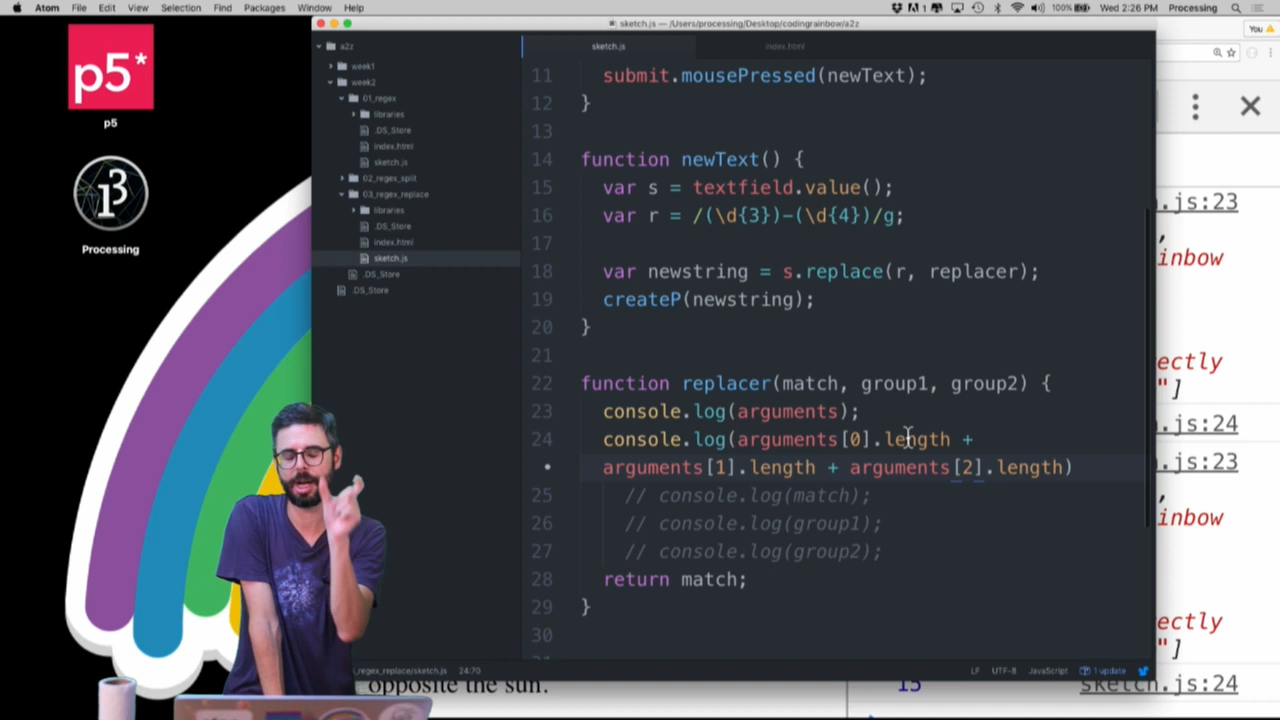 Atom File Edit View Selection Find Packages Window Help
1 100% Wed 2:26 PM Processing
sketch.js — /Users/processing/Desktop/codingrainbow/a2z
You
p5*
p5
Processing
a2z
week1
week2
01_regex
libraries
.DS_Store
index.html
sketch.js
02_regex_split
03_regex_replace
libraries
.DS_Store
index.html
sketch.js
.DS_Store
.DS_Store
sketch.js index.html
11 submit.mousePressed(newText);
12 }
13
14 function newText() {
15 var s = textfield.value();
16 var r = /(\d{3})-(\d{4})/g;
17
18 var newstring = s.replace(r, replacer);
19 createP(newstring);
20 }
21
22 function replacer(match, group1, group2) {
23 console.log(arguments);
24 console.log(arguments[0].length +
• arguments[1].length + arguments[2].length)
25 // console.log(match);
26 // console.log(group1);
27 // console.log(group2);
28 return match;
29 }
30
_regex_replace/sketch.js 24:70
LF UTF-8 JavaScript 1 update
.js:23
,
inbow
ectly
"]
.js:24
.js:23
,
inbow
ectly
"]
15 sketch.js:24
opposite the sun.